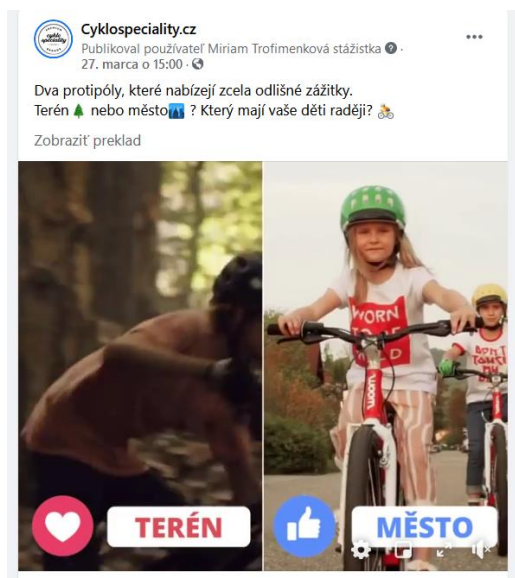 Cyklospeciality.cz
Publikoval používateľ Miriam Trofimenková stážistka
27. marca o 15:00
Dva protipóly, které nabízejí zcela odlišné zážitky.
Terén 🌲 nebo město🏙 ? Který mají vaše děti raději? 🚴
Zobraziť preklad
WORN
woom
TERÉN
MĚSTO